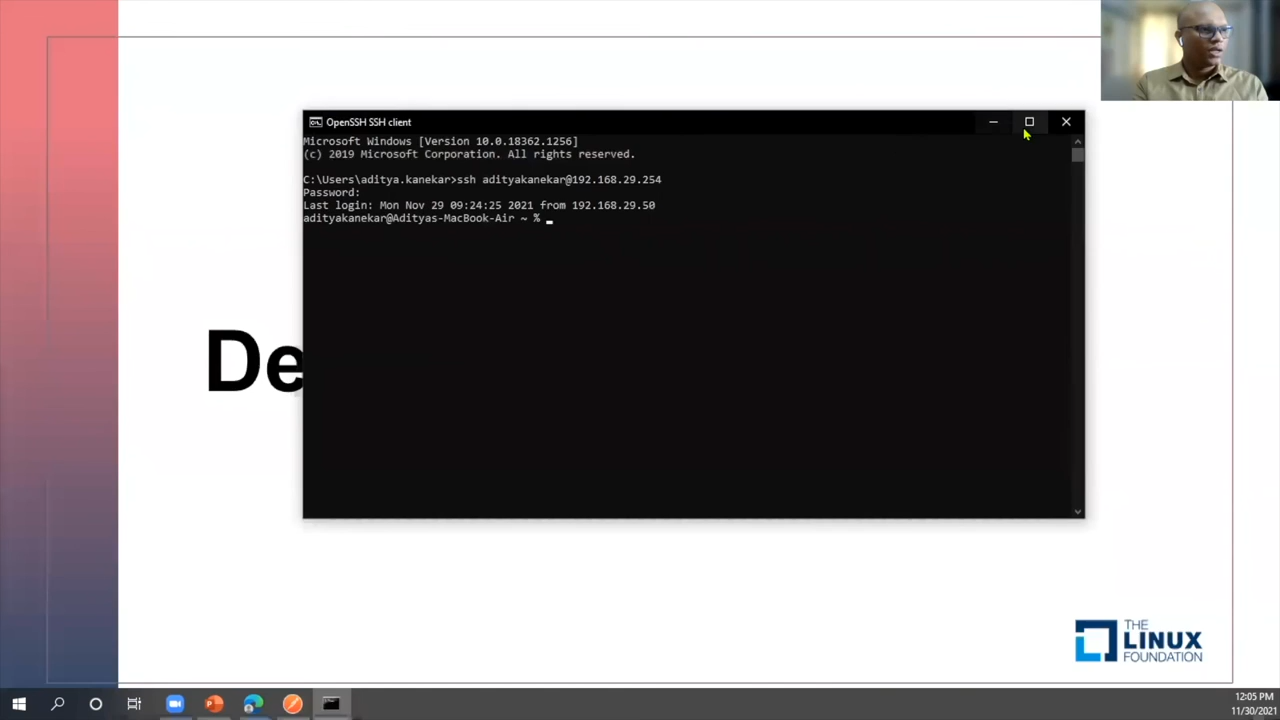 OpenSSH SSH client
Microsoft Windows [Version 10.0.18362.1256]
(c) 2019 Microsoft Corporation. All rights reserved.
C:\Users\aditya.kanekar>ssh adityakanekar@192.168.29.254
Password:
Last login: Mon Nov 29 09:24:25 2021 from 192.168.29.50
adityakanekar@Adityas-MacBook-Air ~ %
De
THE
LINUX
FOUNDATION
12:05 PM
11/30/2021